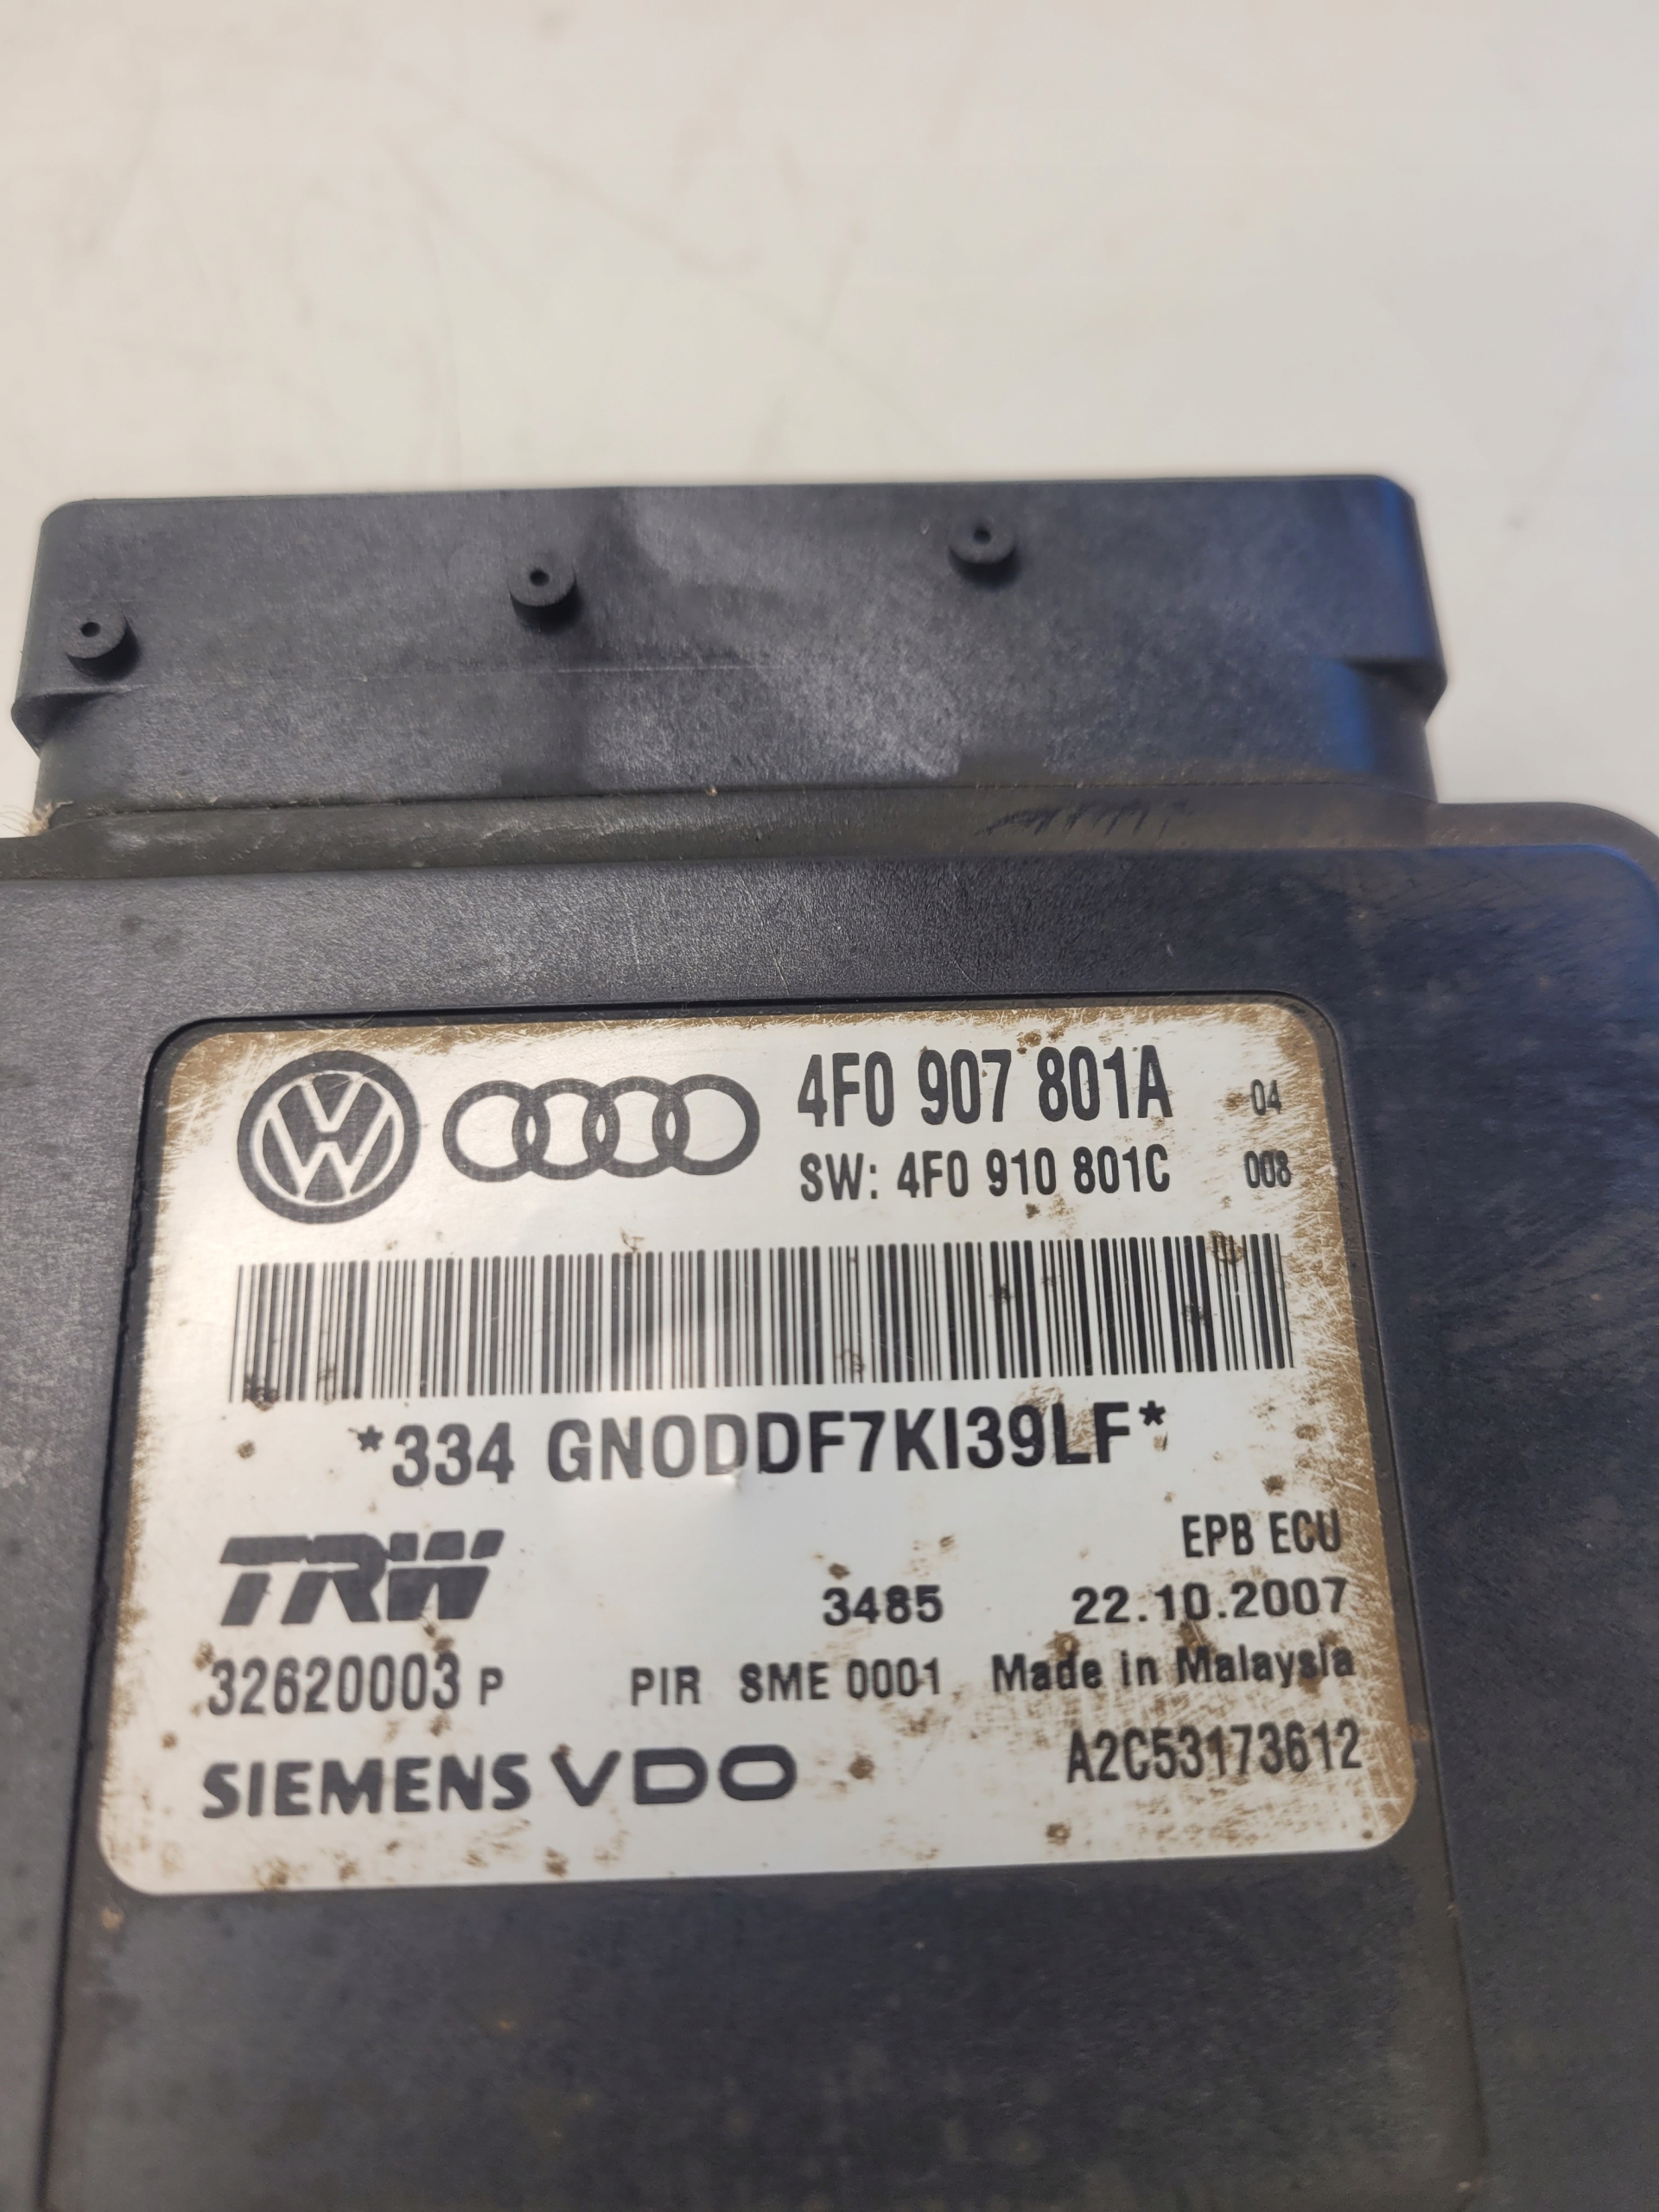 4F0 907 801A 04
SW: 4F0 910 801C 008
*334 GNODDF7KI39LF*
TRW EPB ECU
3485 22.10.2007
32620003 P PIR SME 0001 Made in Malaysia
SIEMENS VDO A2C53173612